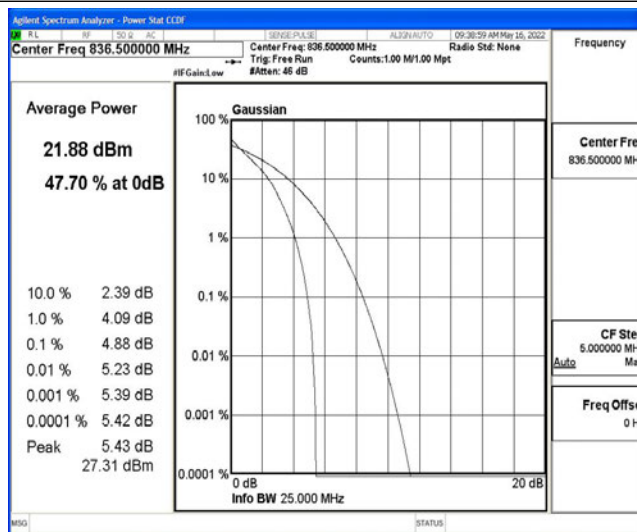 Agilent Spectrum Analyzer - Power Stat CCDF
RL RF 50 Ω AC SENSE:PULSE ALIGNAUTO 09:38:59 AM May 16, 2022
Center Freq 836.500000 MHz
Center Freq: 836.500000 MHz Radio Std: None
Trig: Free Run Counts:1.00 M/1.00 Mpt
#IFGain:Low #Atten: 46 dB
Frequency
Average Power
21.88 dBm
47.70 % at 0dB
10.0 % 2.39 dB
1.0 % 4.09 dB
0.1 % 4.88 dB
0.01 % 5.23 dB
0.001 % 5.39 dB
0.0001 % 5.42 dB
Peak 5.43 dB
27.31 dBm
Gaussian
100 %
10 %
1 %
0.1 %
0.01 %
0.001 %
0.0001 %
0 dB 20 dB
Info BW 25.000 MHz
Center Fre
836.500000 MH
CF Ste
5.000000 MH
Auto Ma
Freq Offse
0 H
MSG STATUS